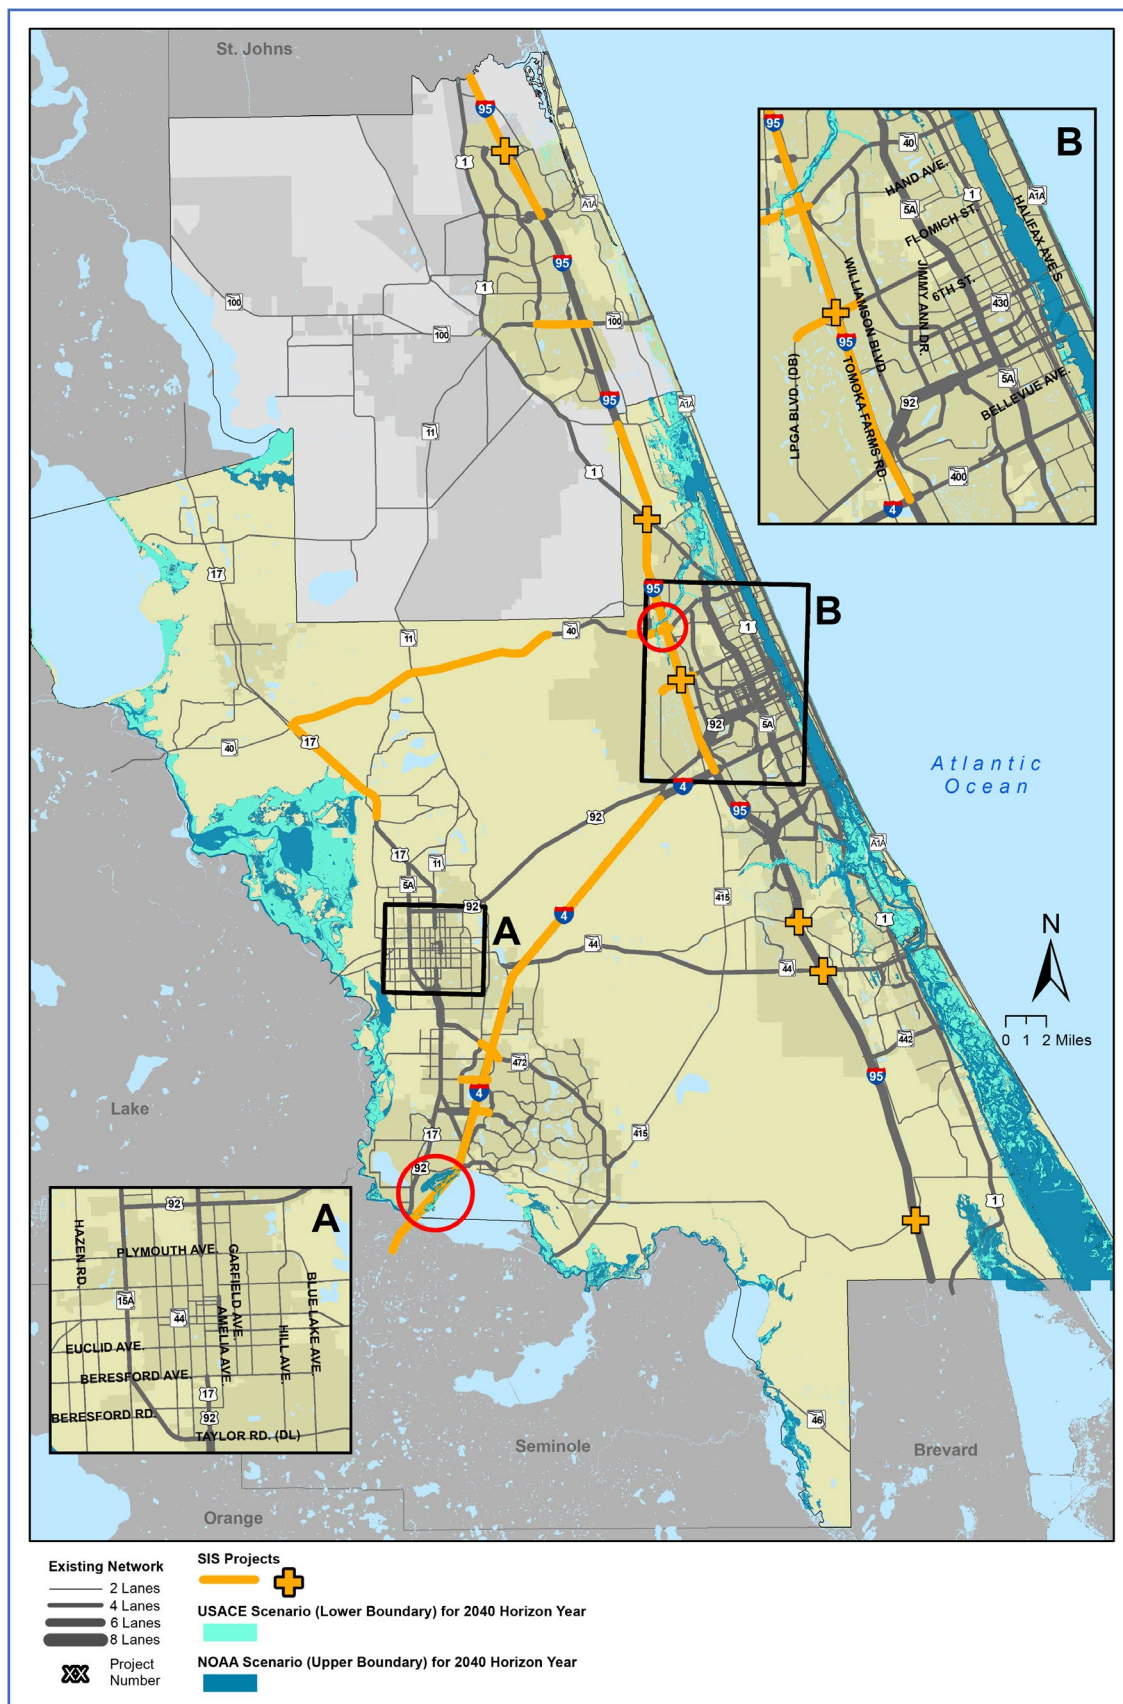 St. Johns
95
1
A1A
95
1
100
100
100
95
A1A
11
1
17
95
11
40
1
B
40
17
92
5A
Atlantic
Ocean
4
92
95
17
11
5A
A1A
415
92
A
4
44
1
44
N
0 1 2 Miles
442
472
95
4
Lake
17
415
92
1
46
Seminole
Brevard
Orange
B
95
40
HAND AVE.
1
A1A
5A
FLOMICH ST.
HALIFAX AVE S
WILLIAMSON BLVD
JIMMY ANN DR.
6TH ST.
430
95
LPGA BLVD. (DB)
TOMOKA FARMS RD.
5A
BELLEVUE AVE.
92
400
4
A
92
HAZEN RD.
PLYMOUTH AVE.
GARFIELD AVE.
BLUE LAKE AVE.
15A
44
AMELIA AVE.
HILL AVE.
EUCLID AVE.
BERESFORD AVE.
17
BERESFORD RD.
92
TAYLOR RD. (DL)
Existing Network
2 Lanes
4 Lanes
6 Lanes
8 Lanes
XX Project
Number
SIS Projects
USACE Scenario (Lower Boundary) for 2040 Horizon Year
NOAA Scenario (Upper Boundary) for 2040 Horizon Year